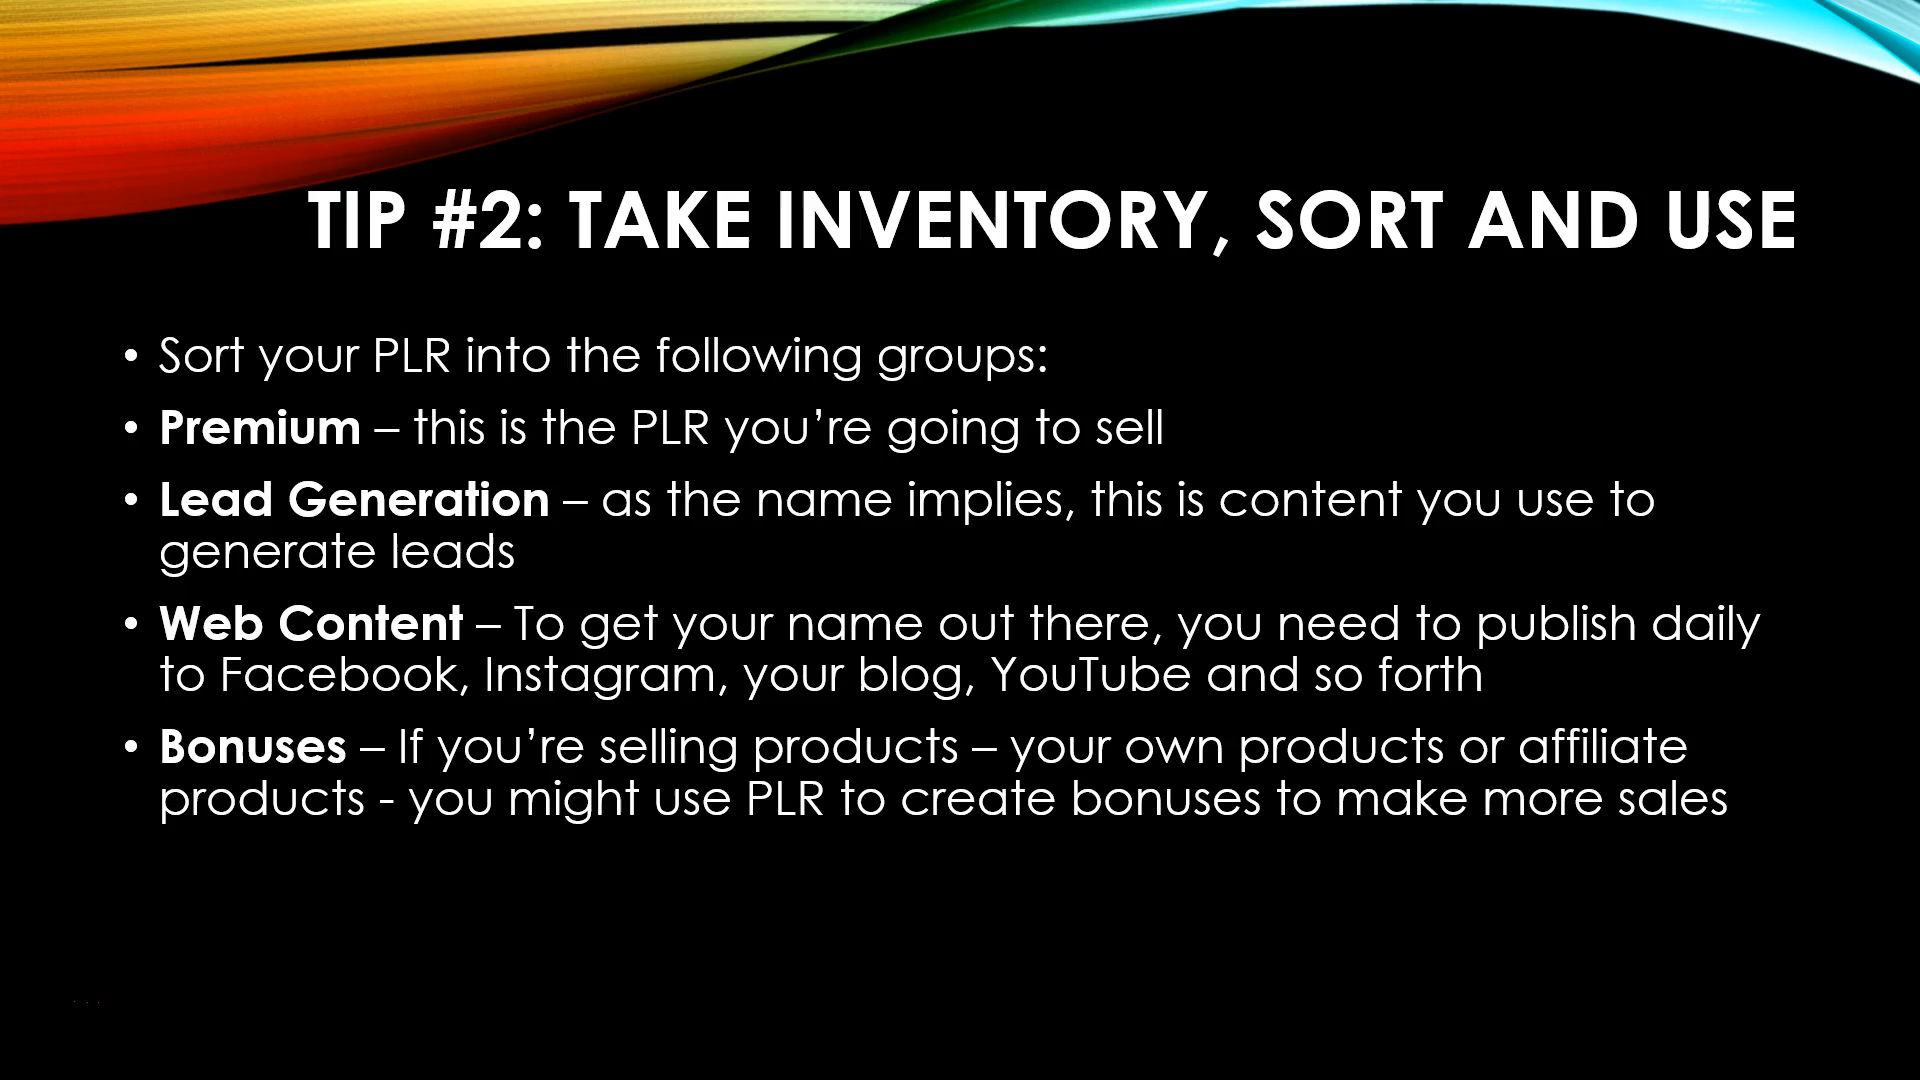 TIP #2: TAKE INVENTORY, SORT AND USE
• Sort your PLR into the following groups:
• Premium – this is the PLR you’re going to sell
• Lead Generation – as the name implies, this is content you use to
generate leads
• Web Content – To get your name out there, you need to publish daily
to Facebook, Instagram, your blog, YouTube and so forth
• Bonuses – If you’re selling products – your own products or affiliate
products - you might use PLR to create bonuses to make more sales